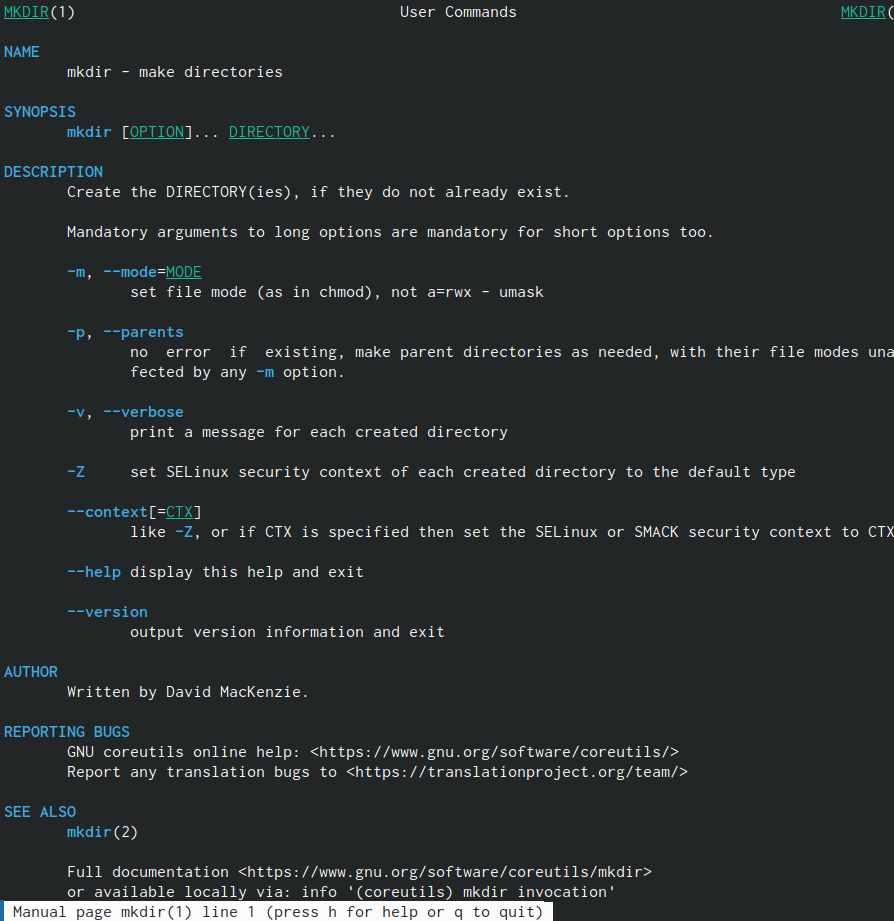 MKDIR(1) User Commands MKDIR(
NAME
mkdir - make directories
SYNOPSIS
mkdir [OPTION]... DIRECTORY...
DESCRIPTION
Create the DIRECTORY(ies), if they do not already exist.
Mandatory arguments to long options are mandatory for short options too.
-m, --mode=MODE
set file mode (as in chmod), not a=rwx - umask
-p, --parents
no error if existing, make parent directories as needed, with their file modes una
fected by any -m option.
-v, --verbose
print a message for each created directory
-Z set SELinux security context of each created directory to the default type
--context[=CTX]
like -Z, or if CTX is specified then set the SELinux or SMACK security context to CTX
--help display this help and exit
--version
output version information and exit
AUTHOR
Written by David MacKenzie.
REPORTING BUGS
GNU coreutils online help: <https://www.gnu.org/software/coreutils/>
Report any translation bugs to <https://translationproject.org/team/>
SEE ALSO
mkdir(2)
Full documentation <https://www.gnu.org/software/coreutils/mkdir>
or available locally via: info '(coreutils) mkdir invocation'
Manual page mkdir(1) line 1 (press h for help or q to quit)